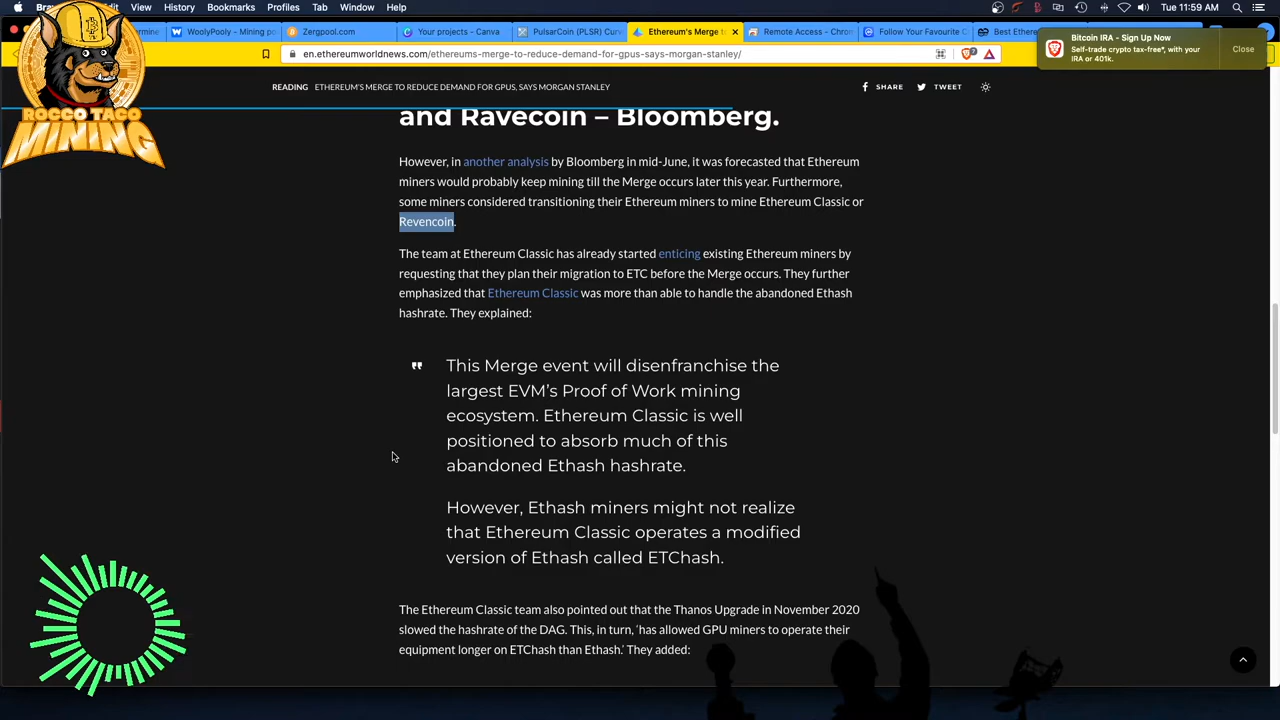 View History Bookmarks Profiles Tab Window Help Tue 11:59 AM
WoolyPooly - Mining po Zergpool.com Your projects - Canva PulsarCoin (PLSR) Curr Ethereum's Merge to Remote Access - Chrom Follow Your Favourite C Best Ethere
en.ethereumworldnews.com/ethereums-merge-to-reduce-demand-for-gpus-says-morgan-stanley/
Bitcoin IRA - Sign Up Now
Self-trade crypto tax-free*, with your
IRA or 401k.
Close
READING ETHEREUM'S MERGE TO REDUCE DEMAND FOR GPUS, SAYS MORGAN STANLEY SHARE TWEET
ROCCO TACO
MINING
and Ravecoin – Bloomberg.
However, in another analysis by Bloomberg in mid-June, it was forecasted that Ethereum
miners would probably keep mining till the Merge occurs later this year. Furthermore,
some miners considered transitioning their Ethereum miners to mine Ethereum Classic or
Revencoin.
The team at Ethereum Classic has already started enticing existing Ethereum miners by
requesting that they plan their migration to ETC before the Merge occurs. They further
emphasized that Ethereum Classic was more than able to handle the abandoned Ethash
hashrate. They explained:
" This Merge event will disenfranchise the
largest EVM's Proof of Work mining
ecosystem. Ethereum Classic is well
positioned to absorb much of this
abandoned Ethash hashrate.
However, Ethash miners might not realize
that Ethereum Classic operates a modified
version of Ethash called ETChash.
The Ethereum Classic team also pointed out that the Thanos Upgrade in November 2020
slowed the hashrate of the DAG. This, in turn, 'has allowed GPU miners to operate their
equipment longer on ETChash than Ethash.' They added: